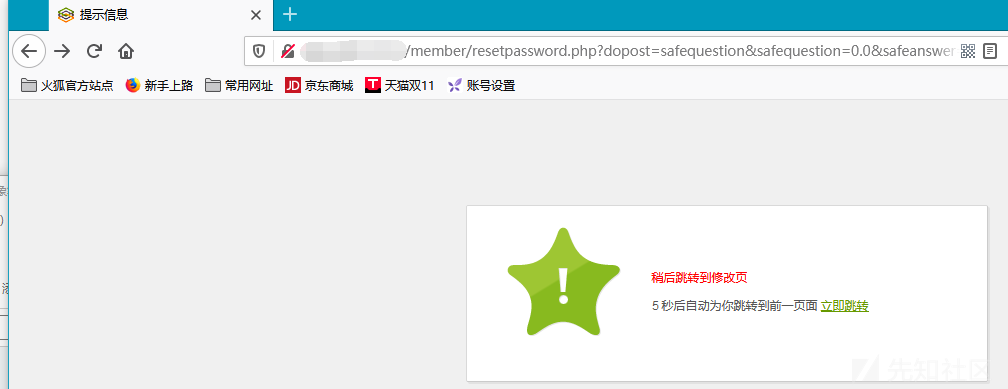 提示信息
/member/resetpassword.php?dopost=safequestion&safequestion=0.0&safeanswer
火狐官方站点 新手上路 常用网址 JD 京东商城 T 天猫双11 账号设置
稍后跳转到修改页
5 秒后自动为你跳转到前一页面 立即跳转
先知社区